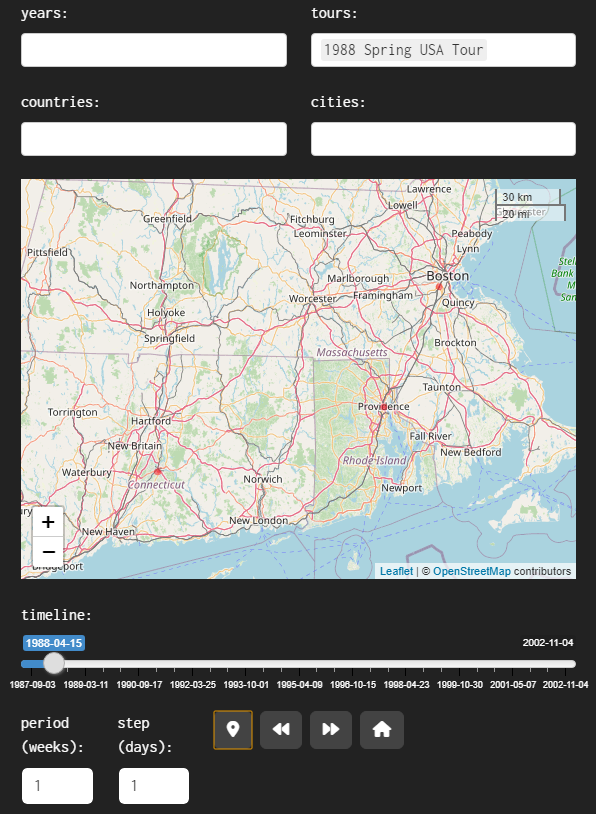 years:
tours:
1988 Spring USA Tour
countries:
cities:
Lawrence
Lowell
30 km
20 mi
Greenfield
Fitchburg
Leominster
Peabody
Lynn
Pittsfield
Northampton
Marlborough
Boston
Worcester
Framingham
Quincy
Holyoke
Springfield
Brockton
Massachusetts
Taunton
Torrington
Providence
Hartford
Fall River
New Britain
New Bedford
Rhode Island
Waterbury
Norwich
Connecticut
Newport
+
New London
New Haven
−
Leaflet | © OpenStreetMap contributors
timeline:
1988-04-15
2002-11-04
1987-09-03 1989-03-11 1990-09-17 1992-03-25 1993-10-01 1995-04-09 1996-10-15 1998-04-23 1999-10-30 2001-05-07 2002-11-04
period
(weeks):
step
(days):
1
1